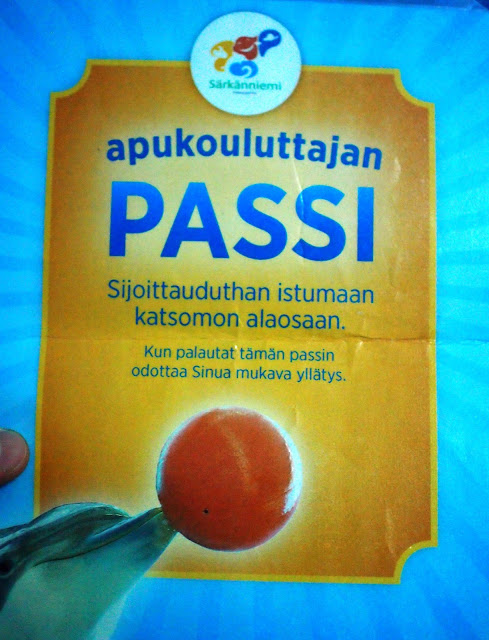 Särkänniemi
apukouluttajan
PASSI
Sijoittauduthan istumaan
katsomon alaosaan.
Kun palautat tämän passin
odottaa Sinua mukava yllätys.